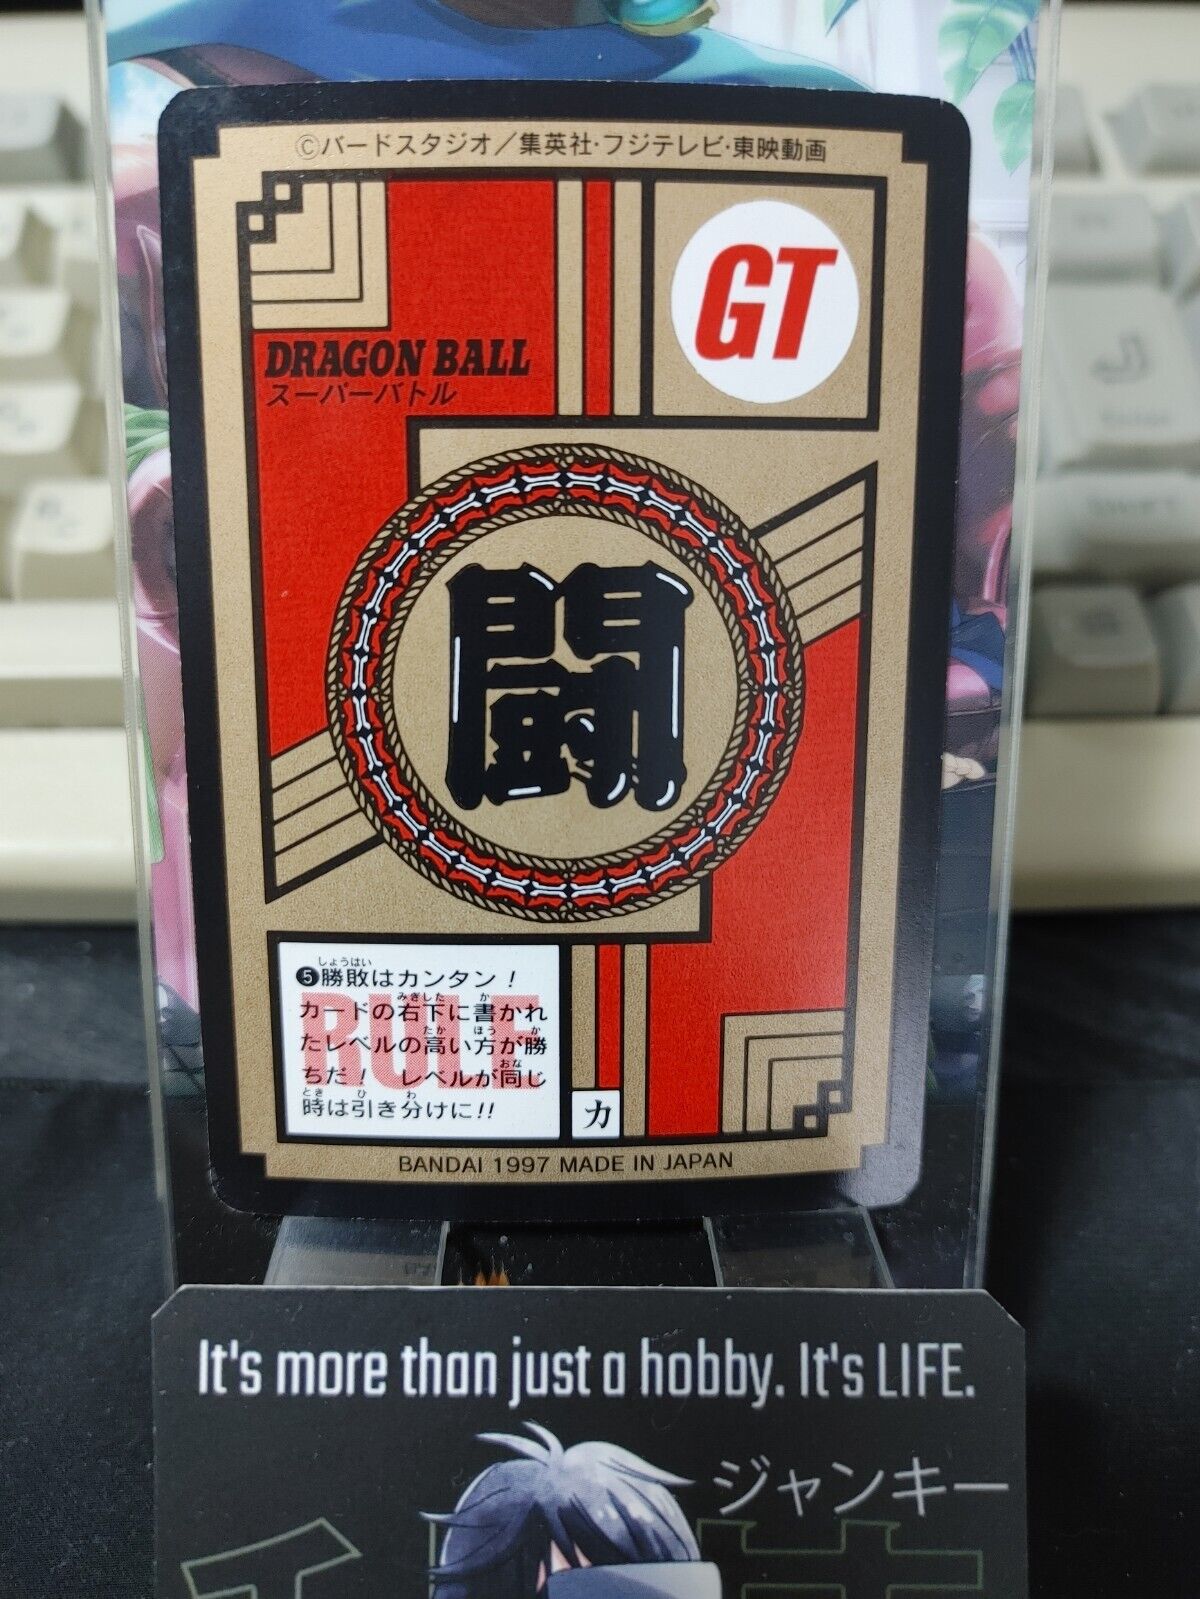 ©バードスタジオ／集英社·フジテレビ·東映動画
GT
DRAGON BALL
スーパーバトル
闘
RULE
❺勝敗はカンタン！
しょうはい
カードの右下に書かれ
みぎした か
たレベルの高い方が勝
たか ほう か
ちだ！ レベルが同じ
おな
時は引き分けに!!
とき ひ わ
力
BANDAI 1997 MADE IN JAPAN
It's more than just a hobby. It's LIFE.
ジャンキー